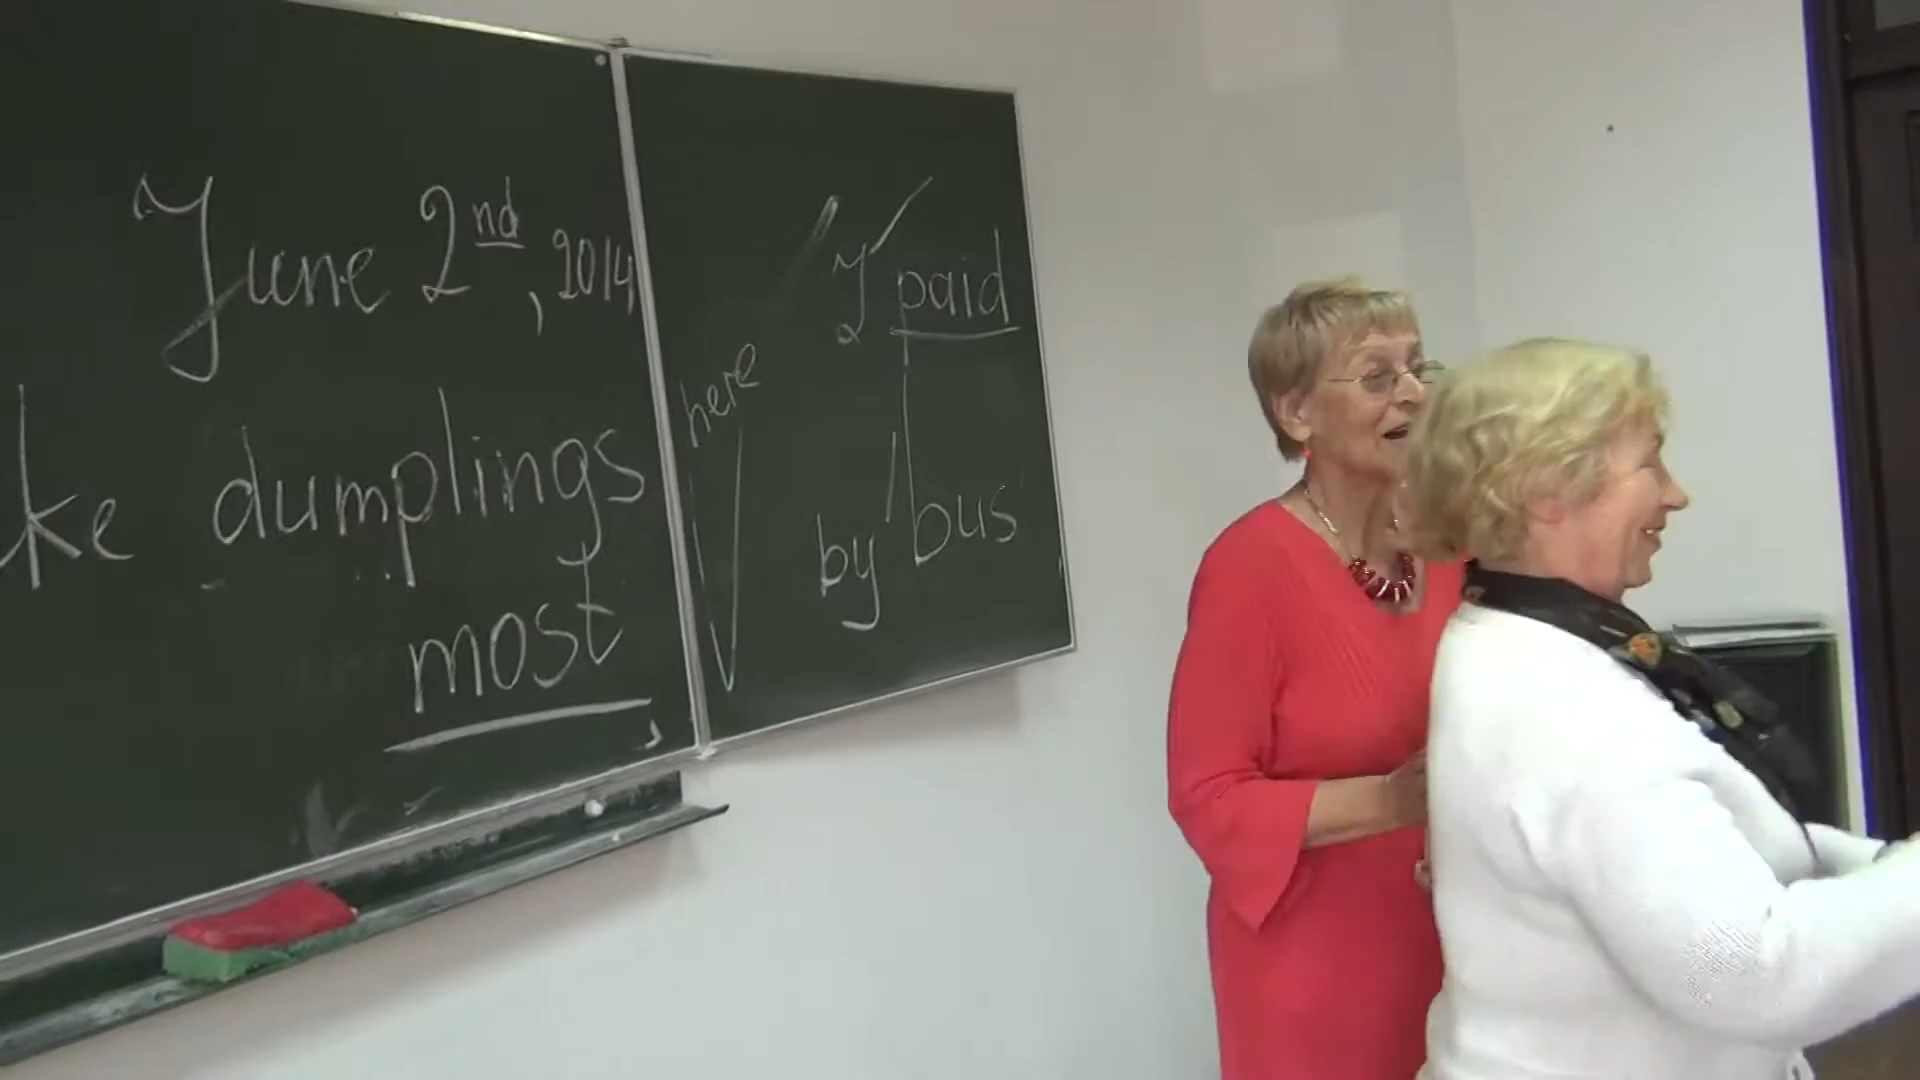 June 2nd, 2014
ke dumplings
most
here
I paid
by bus